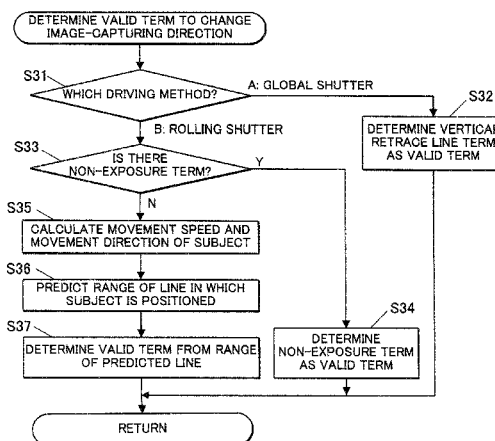 DETERMINE VALID TERM TO CHANGE
IMAGE-CAPTURING DIRECTION
S31
WHICH DRIVING METHOD?
A: GLOBAL SHUTTER
S32
DETERMINE VERTICAL
RETRACE LINE TERM
AS VALID TERM
B: ROLLING SHUTTER
S33
IS THERE
NON-EXPOSURE TERM?
Y
N
S35
CALCULATE MOVEMENT SPEED AND
MOVEMENT DIRECTION OF SUBJECT
S36
PREDICT RANGE OF LINE IN WHICH
SUBJECT IS POSITIONED
S37
DETERMINE VALID TERM FROM RANGE
OF PREDICTED LINE
S34
DETERMINE
NON-EXPOSURE TERM
AS VALID TERM
RETURN